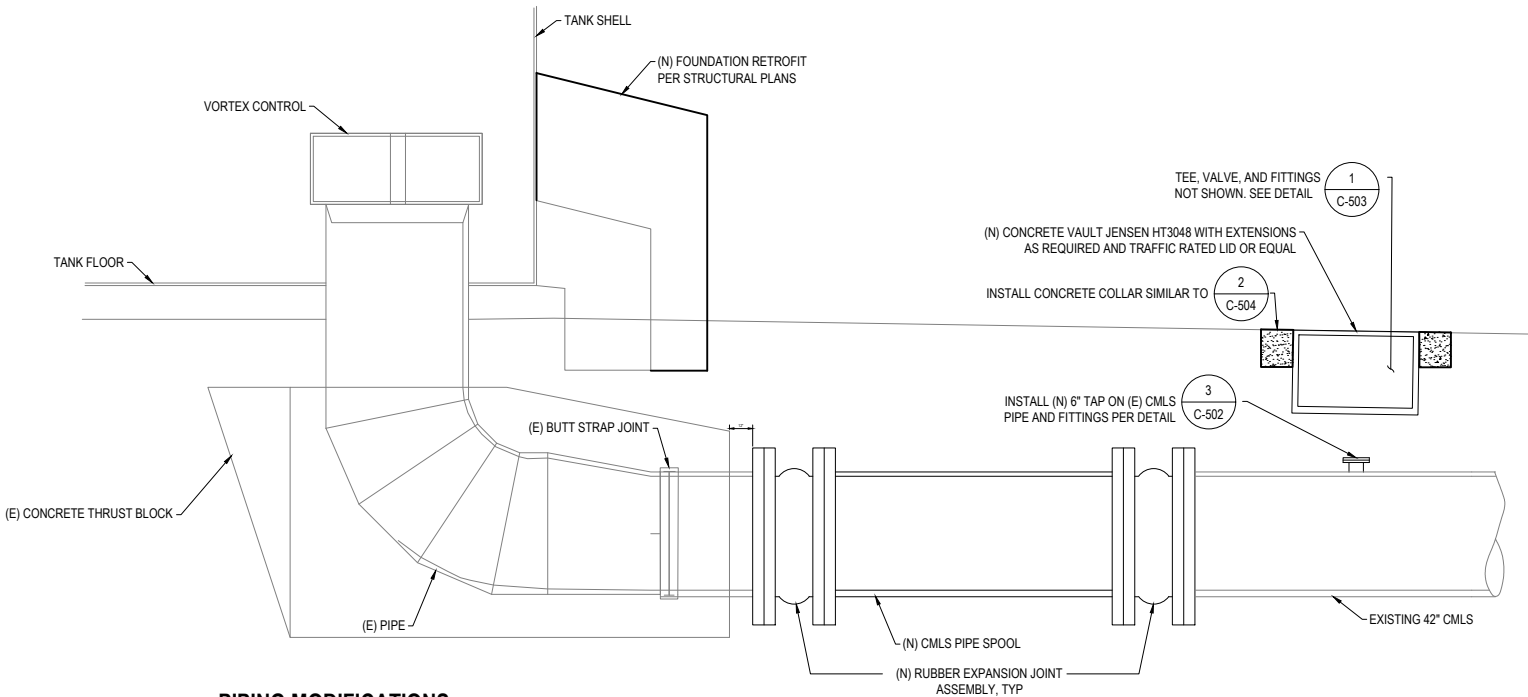 TANK SHELL
(N) FOUNDATION RETROFIT
PER STRUCTURAL PLANS
VORTEX CONTROL
TEE, VALVE, AND FITTINGS
NOT SHOWN. SEE DETAIL
1
C-503
(N) CONCRETE VAULT JENSEN HT3048 WITH EXTENSIONS
AS REQUIRED AND TRAFFIC RATED LID OR EQUAL
TANK FLOOR
INSTALL CONCRETE COLLAR SIMILAR TO
2
C-504
INSTALL (N) 6" TAP ON (E) CMLS
PIPE AND FITTINGS PER DETAIL
3
C-502
(E) BUTT STRAP JOINT
(E) CONCRETE THRUST BLOCK
(E) PIPE
(N) CMLS PIPE SPOOL
EXISTING 42" CMLS
(N) RUBBER EXPANSION JOINT
ASSEMBLY, TYP
PIPING MODIFICATIONS